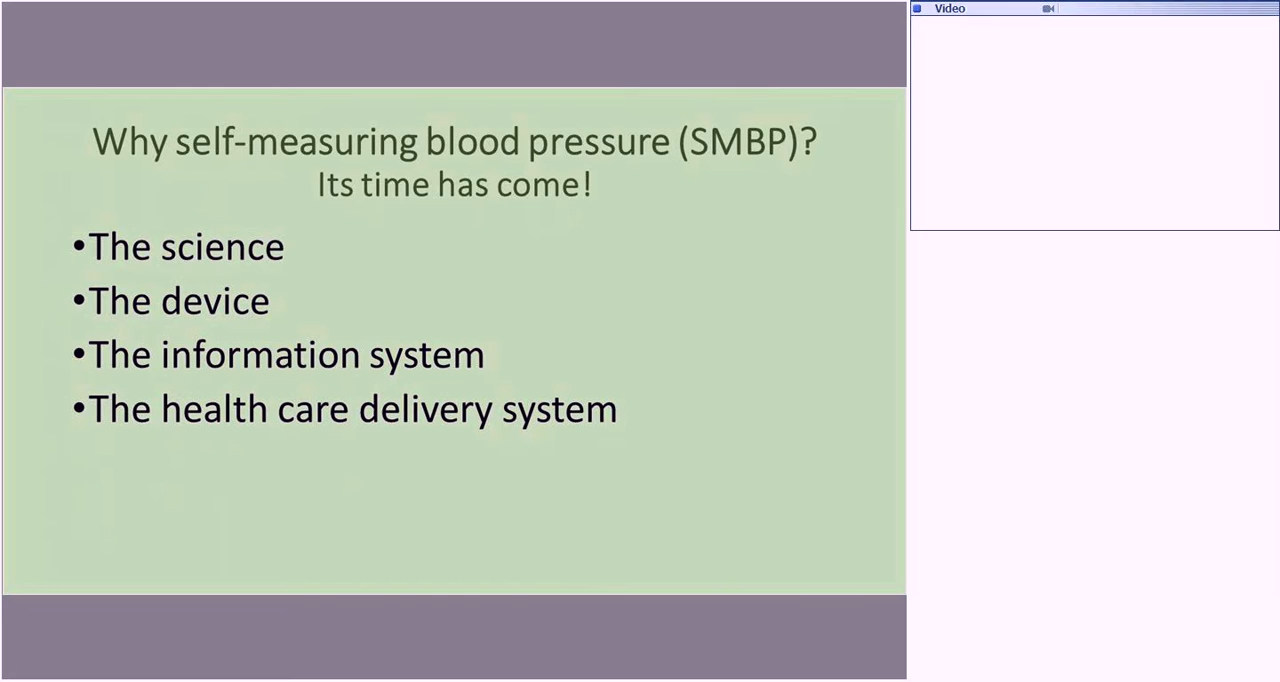 Why self-measuring blood pressure (SMBP)?
Its time has come!
•The science
•The device
•The information system
•The health care delivery system
Video